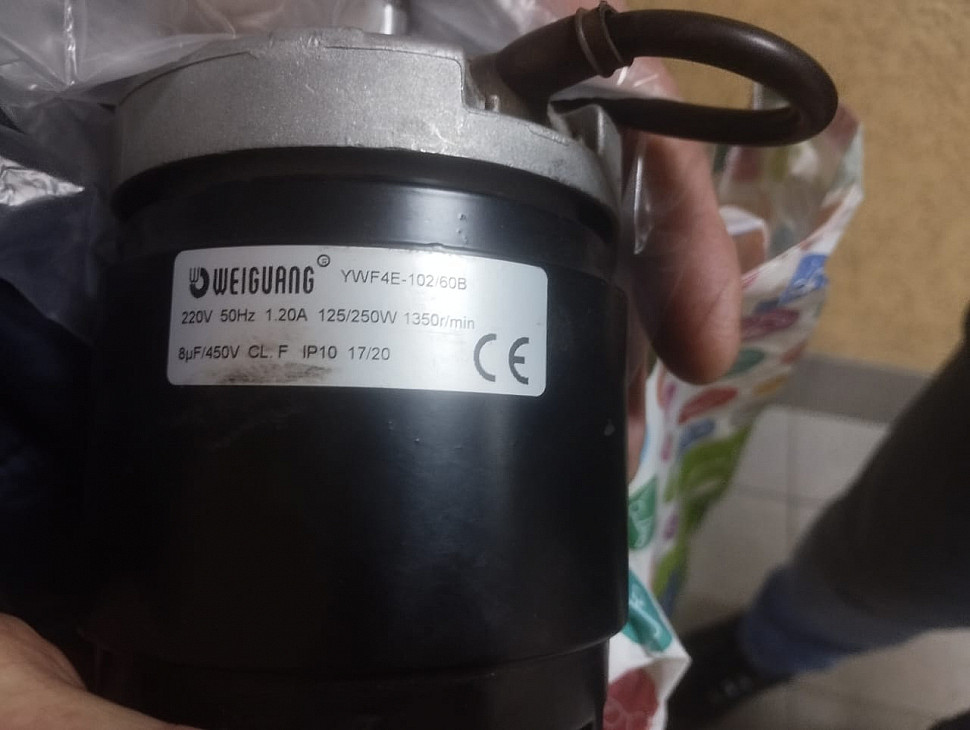 WEIGUANG ® YWF4E-102/60B
220V 50Hz 1.20A 125/250W 1350r/min
8µF/450V CL. F IP10 17/20
CE